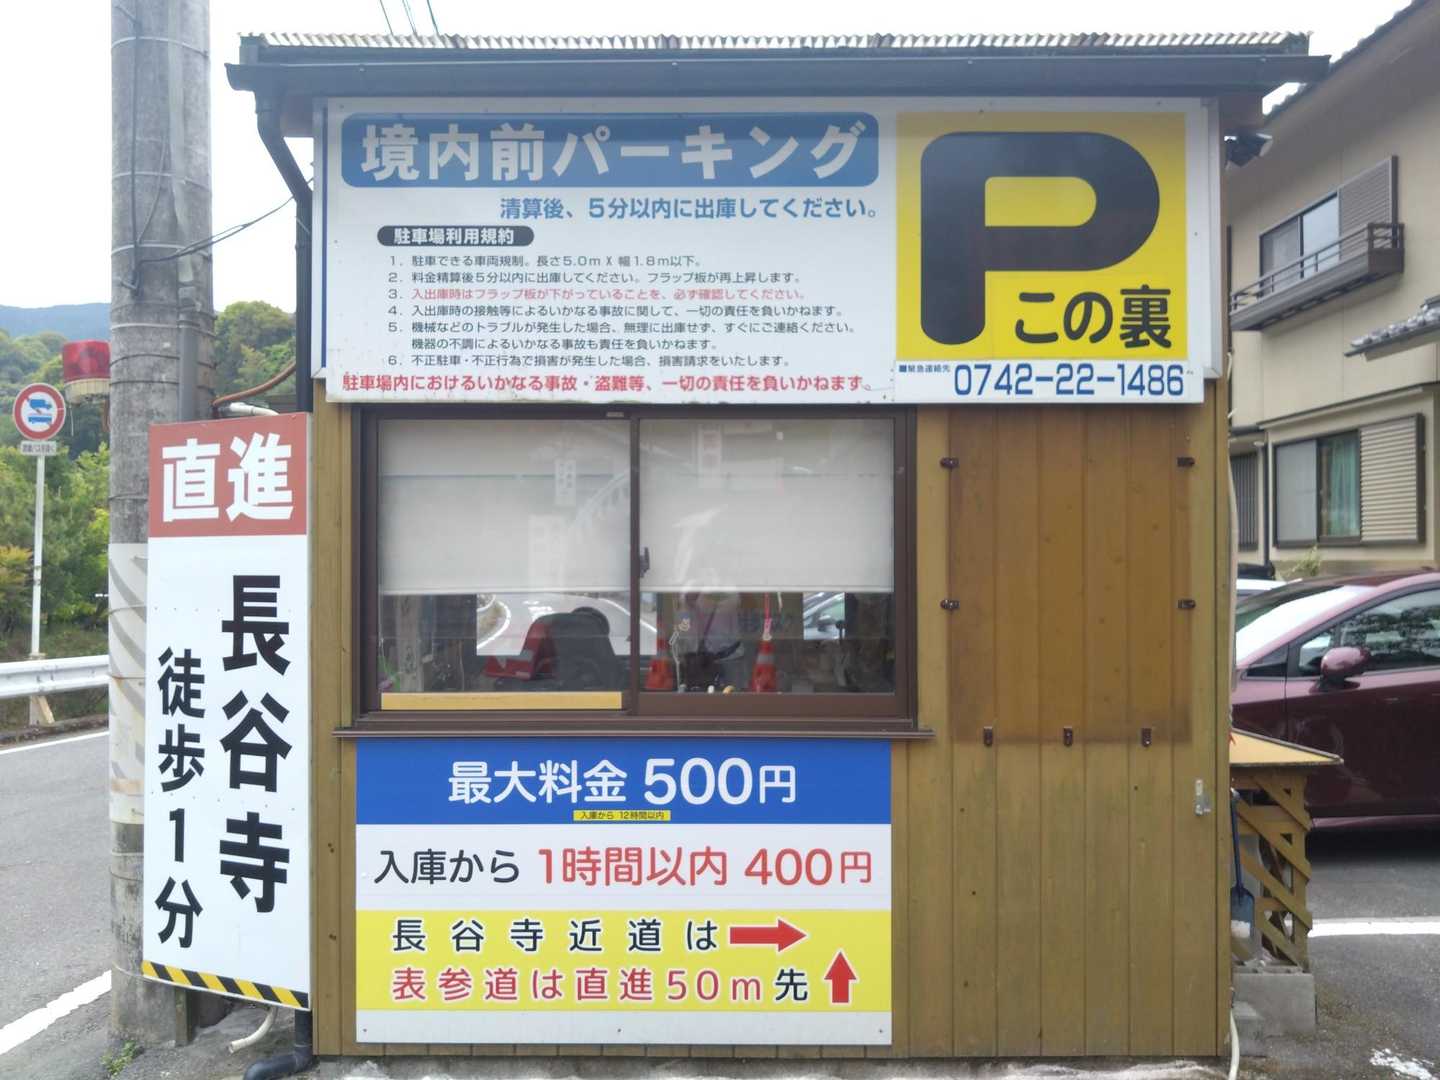 境内前パーキング
清算後、5分以内に出庫してください。
駐車場利用規約
1．駐車できる車両規制。長さ5.0m X 幅1.8m以下。
2．料金精算後5分以内に出庫してください。フラップ板が再上昇します。
3．入出庫時はフラップ板が下がっていることを、必ず確認してください。
4．入出庫時の接触等によるいかなる事故に関して、一切の責任を負いかねます。
5．機械などのトラブルが発生した場合、無理に出庫せず、すぐにご連絡ください。
機器の不調によるいかなる事故も責任を負いかねます。
6．不正駐車・不正行為で損害が発生した場合、損害請求をいたします。
駐車場内におけるいかなる事故・盗難等、一切の責任を負いかねます。
P
この裏
■緊急連絡先
0742-22-1486
直進
長谷寺
徒歩1分
最大料金 500円
入庫から 12時間以内
入庫から 1時間以内 400円
長谷寺近道は→
表参道は直進50m先↑